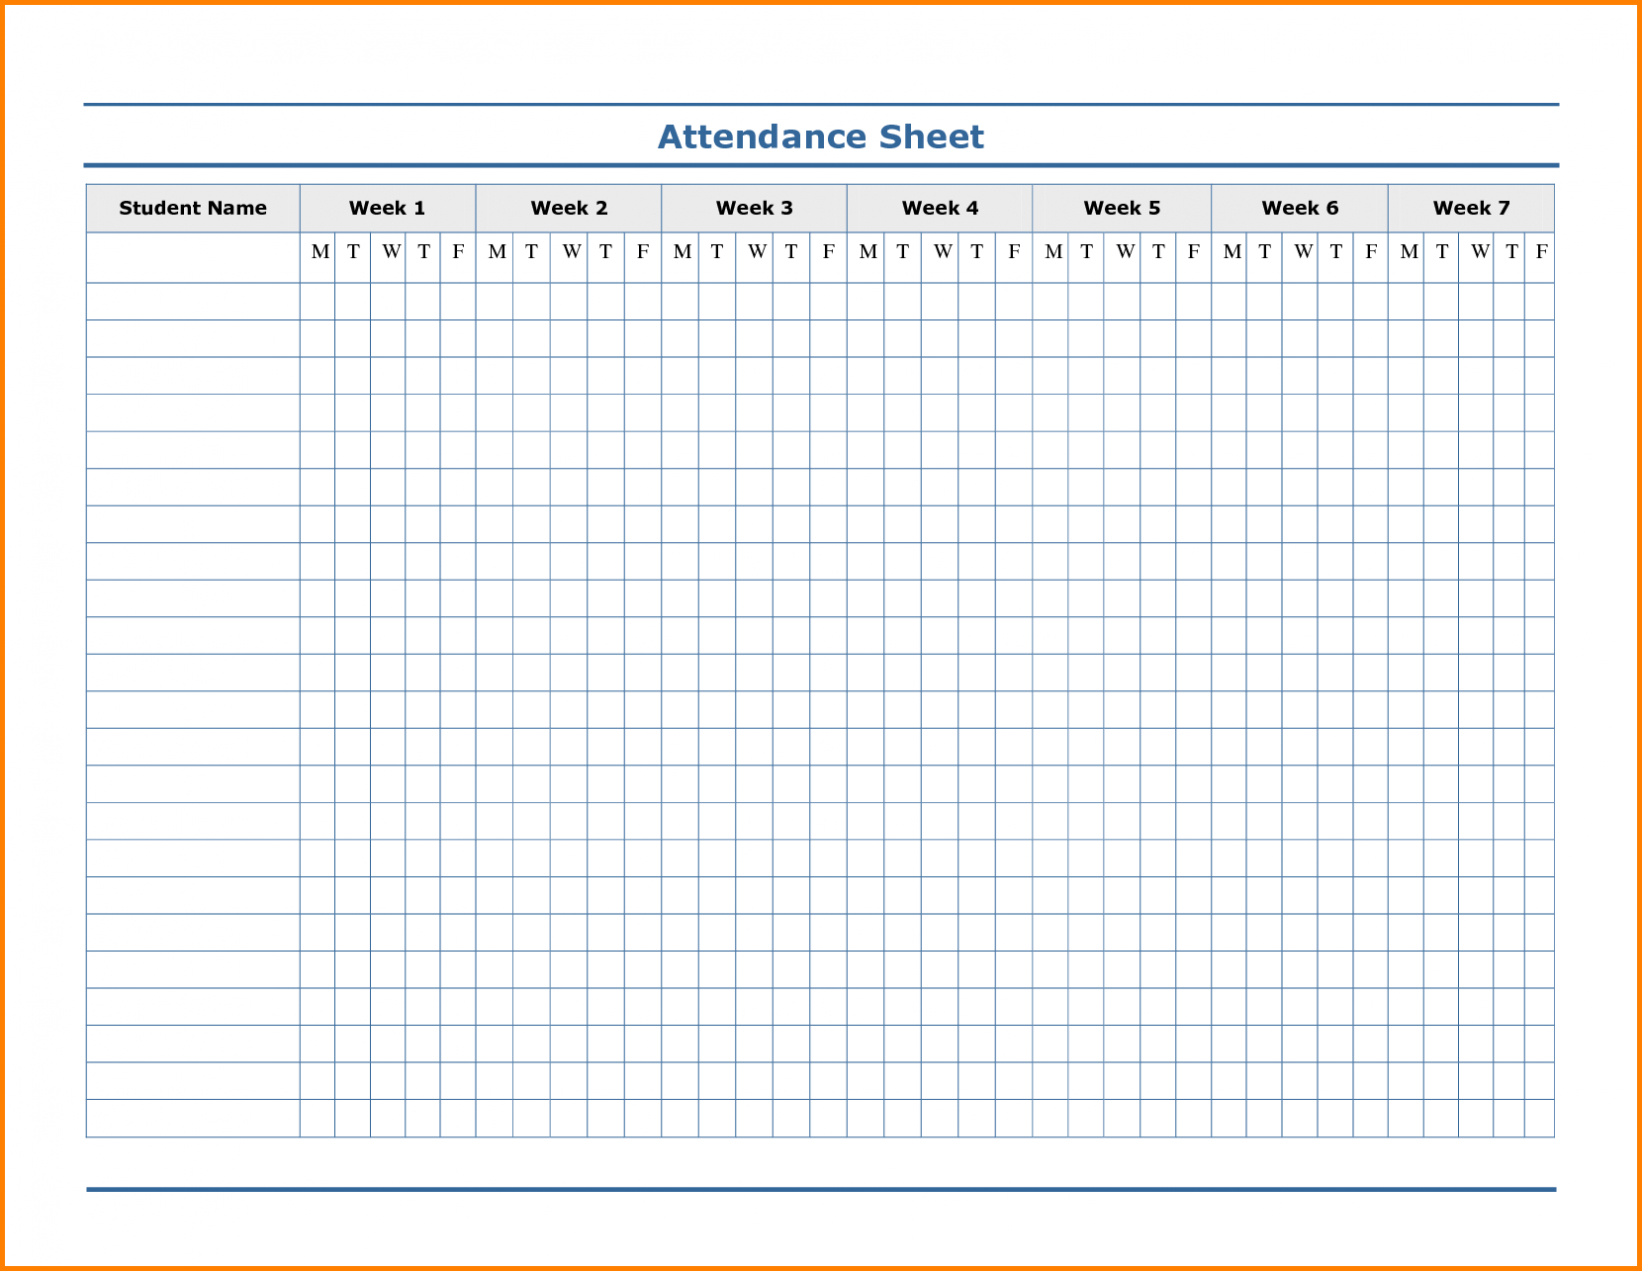 Attendance Sheet
Student Name Week 1 Week 2 Week 3 Week 4 Week 5 Week 6 Week 7
M T W T F M T W T F M T W T F M T W T F M T W T F M T W T F M T W T F